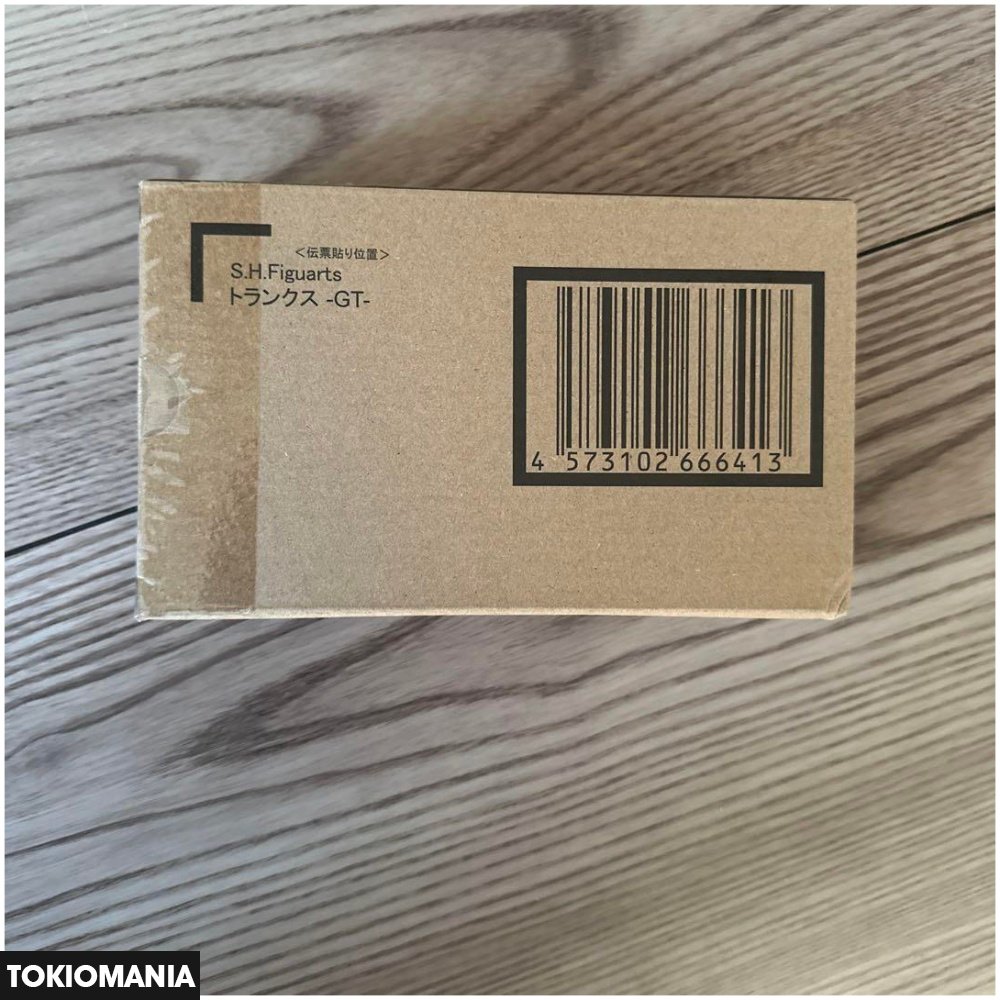 <伝票貼り位置>
S.H.Figuarts
トランクス -GT-
4 573102 666413
TOKIOMANIA